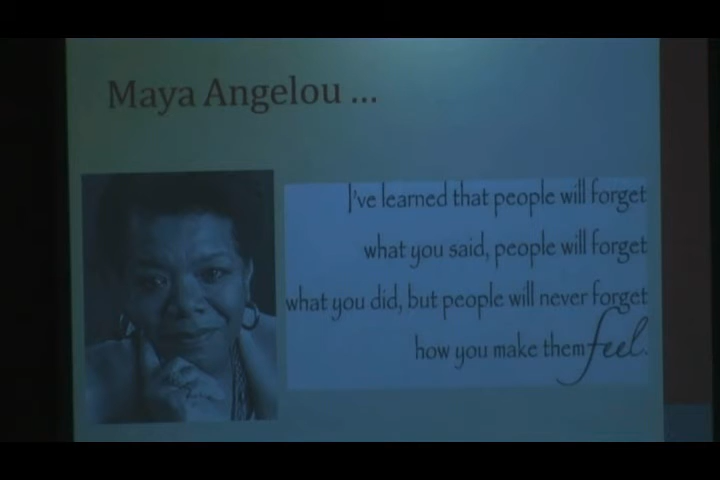 Maya Angelou ...
I've learned that people will forget
what you said, people will forget
what you did, but people will never forget
how you make them feel.